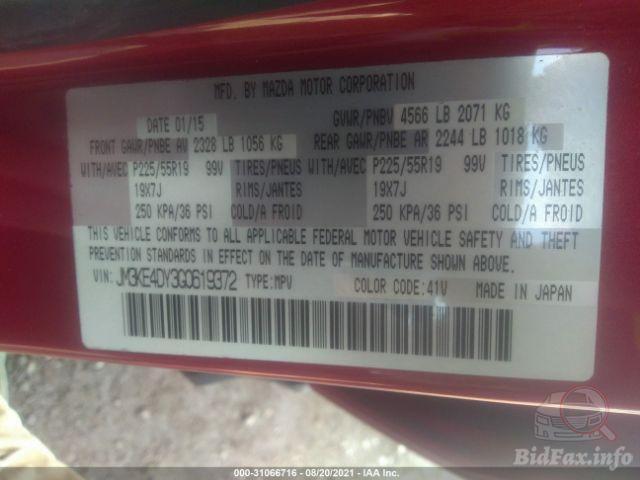 MFD. BY MAZDA MOTOR CORPORATION
DATE 01/15 GVWR/PNBV 4566 LB 2071 KG
FRONT GAWR/PNBE AV 2328 LB 1056 KG REAR GAWR/PNBE AR 2244 LB 1018 KG
WITH/AVEC P225/55R19 99V TIRES/PNEUS WITH/AVEC P225/55R19 99V TIRES/PNEUS
19X7J RIMS/JANTES 19X7J RIMS/JANTES
250 KPA/36 PSI COLD/A FROID 250 KPA/36 PSI COLD/A FROID
THIS VEHICLE CONFORMS TO ALL APPLICABLE FEDERAL MOTOR VEHICLE SAFETY AND THEFT
PREVENTION STANDARDS IN EFFECT ON THE DATE OF MANUFACTURE SHOWN ABOVE.
VIN: JM3KE4DY3G0619372 TYPE:MPV COLOR CODE:41V MADE IN JAPAN
BidFax.info
000-31066716 - 08/20/2021 - IAA Inc.